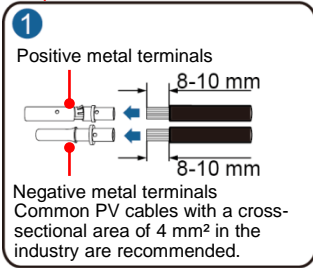 1
Positive metal terminals
8-10 mm
8-10 mm
Negative metal terminals
Common PV cables with a cross-
sectional area of 4 mm² in the
industry are recommended.